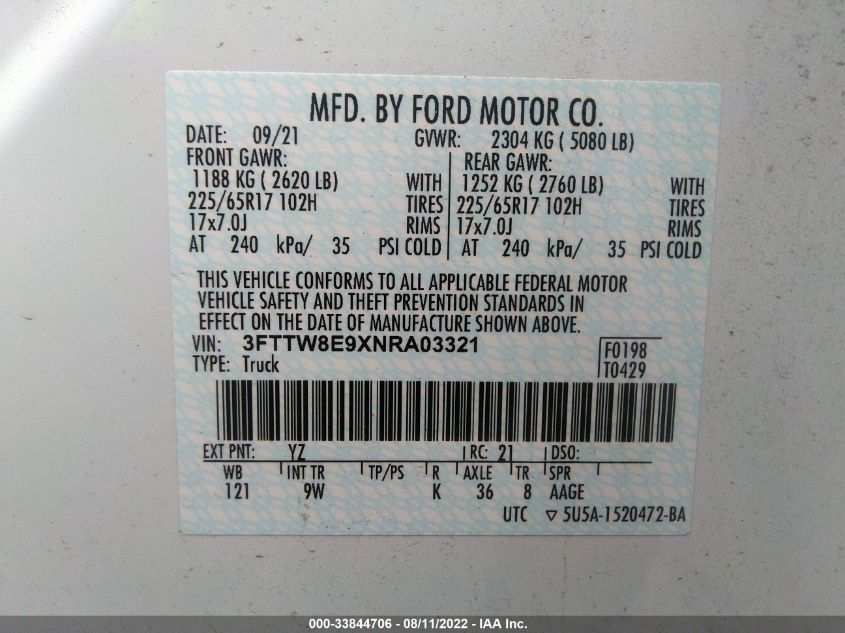 MFD. BY FORD MOTOR CO.
DATE: 09/21 GVWR: 2304 KG ( 5080 LB)
FRONT GAWR: REAR GAWR:
1188 KG ( 2620 LB) WITH 1252 KG ( 2760 LB) WITH
225/65R17 102H TIRES 225/65R17 102H TIRES
17x7.0J RIMS 17x7.0J RIMS
AT 240 kPa/ 35 PSI COLD AT 240 kPa/ 35 PSI COLD
THIS VEHICLE CONFORMS TO ALL APPLICABLE FEDERAL MOTOR
VEHICLE SAFETY AND THEFT PREVENTION STANDARDS IN
EFFECT ON THE DATE OF MANUFACTURE SHOWN ABOVE.
VIN: 3FTTW8E9XNRA03321 F0198
TYPE: Truck T0429
EXT PNT: YZ RC: 21 DSO:
WB INT TR TP/PS R AXLE TR SPR
121 9W K 36 8 AAGE
UTC ▽ 5U5A-1520472-BA
000-33844706 - 08/11/2022 - IAA Inc.